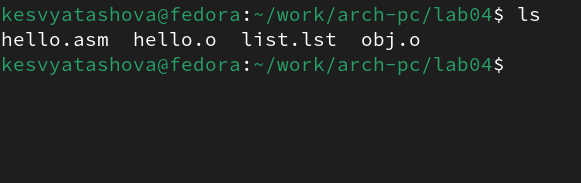 kesvyatashova@fedora:~/work/arch-pc/lab04$ ls
hello.asm  hello.o  list.lst  obj.o
kesvyatashova@fedora:~/work/arch-pc/lab04$